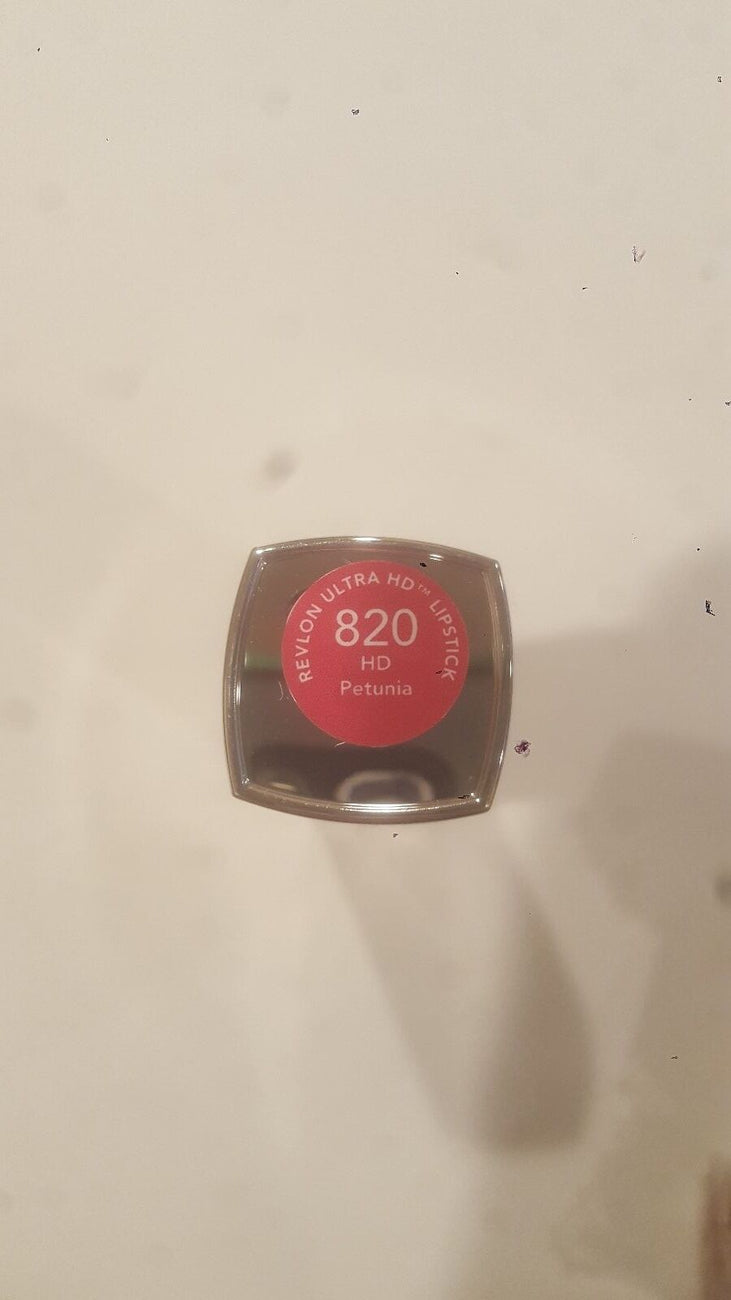 REVLON ULTRA HD™ LIPSTICK
820
HD
Petunia